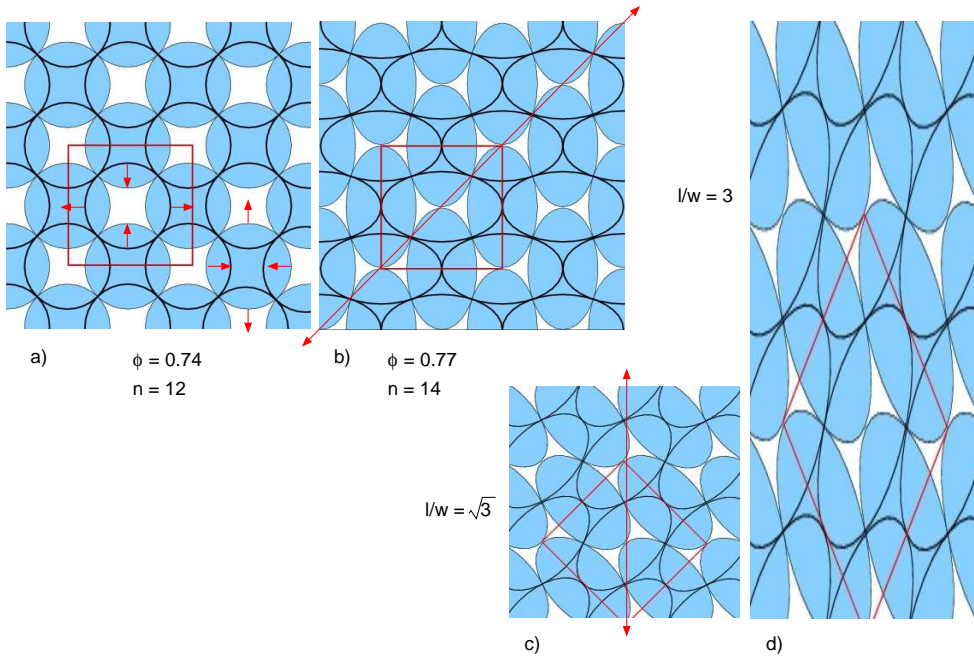 a)
ϕ = 0.74
n = 12
b)
ϕ = 0.77
n = 14
l/w = √3
c)
l/w = 3
d)